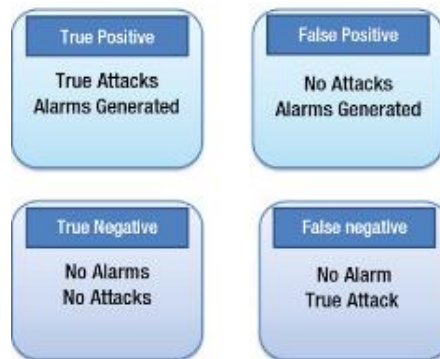 True Positive
True Attacks
Alarms Generated
False Positive
No Attacks
Alarms Generated
True Negative
No Alarms
No Attacks
False negative
No Alarm
True Attack